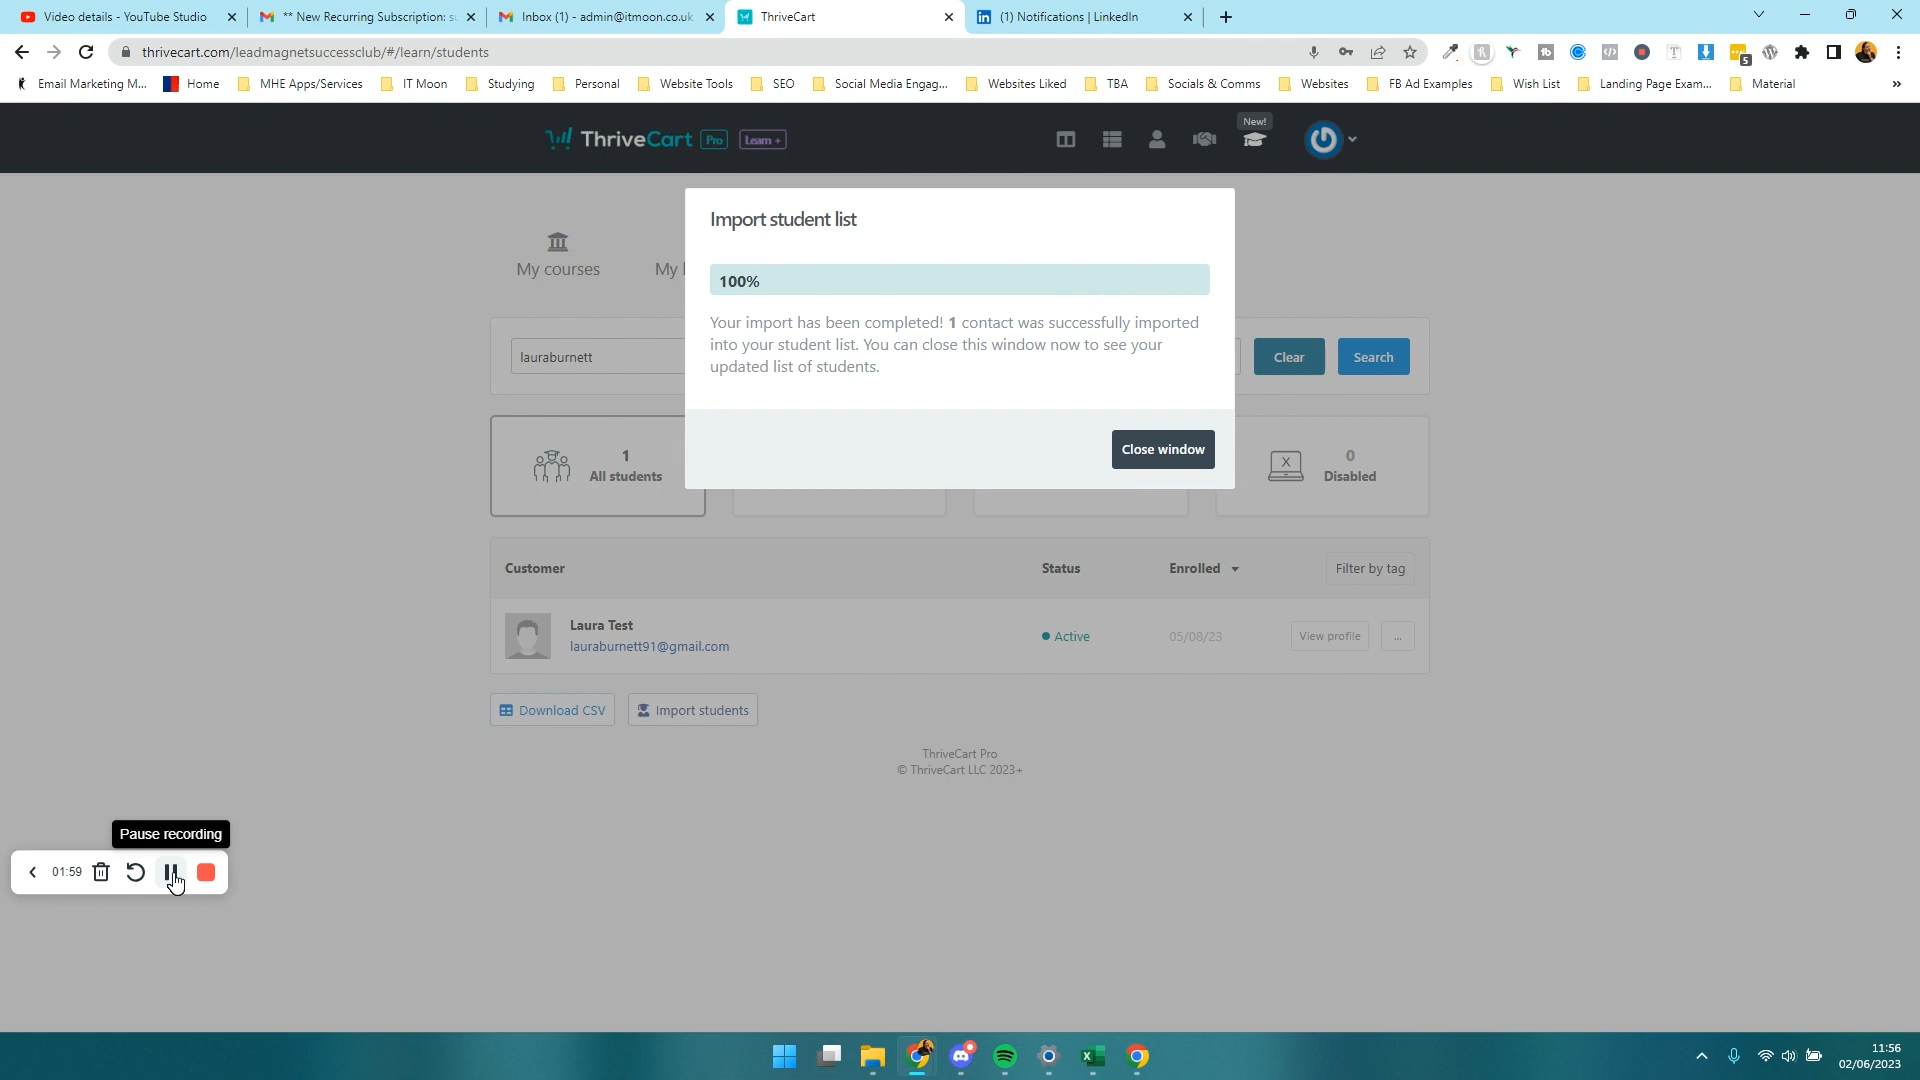 Video details - YouTube Studio
** New Recurring Subscription: su
Inbox (1) - admin@itmoon.co.uk
ThriveCart
(1) Notifications | LinkedIn
thrivecart.com/leadmagnetsuccessclub/#/learn/students
5
Email Marketing M...
Home
MHE Apps/Services
IT Moon
Studying
Personal
Website Tools
SEO
Social Media Engag...
Websites Liked
TBA
Socials & Comms
Websites
FB Ad Examples
Wish List
Landing Page Exam...
Material
»
ThriveCart Pro Learn +
New!
Import student list
My courses
My
100%
Your import has been completed! 1 contact was successfully imported
into your student list. You can close this window now to see your
updated list of students.
lauraburnett
Clear
Search
Close window
1
All students
0
Disabled
Customer
Status
Enrolled
Filter by tag
Laura Test
lauraburnett91@gmail.com
Active
05/08/23
View profile
...
Download CSV
Import students
ThriveCart Pro
© ThriveCart LLC 2023+
Pause recording
01:59
11:56
02/06/2023